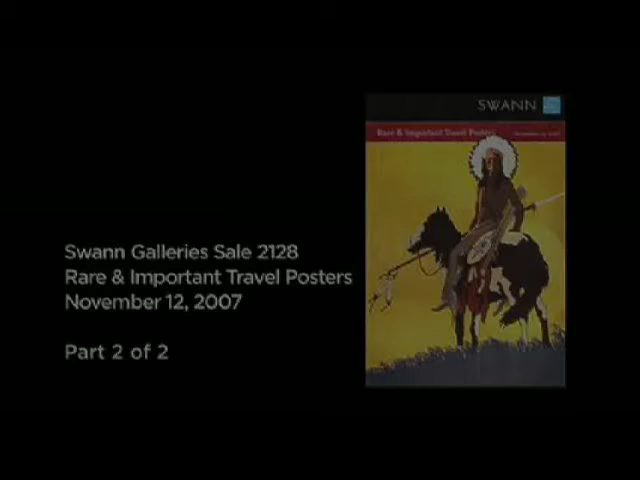 SWANN
Rare & Important Travel Posters
Swann Galleries Sale 2128
Rare & Important Travel Posters
November 12, 2007
Part 2 of 2